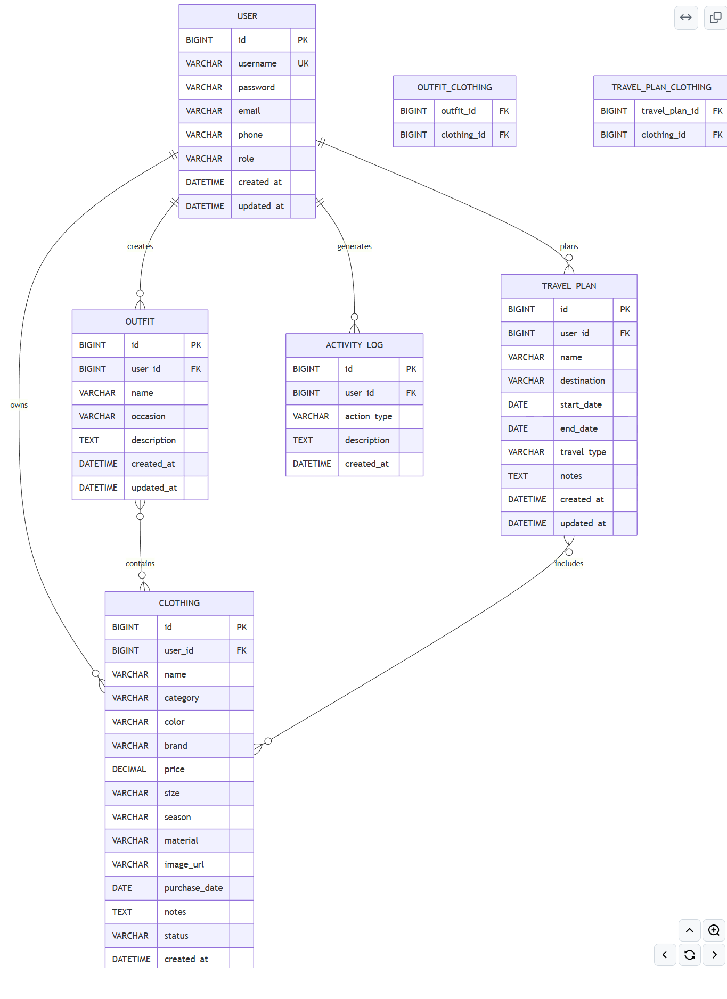 USER
BIGINT id PK
VARCHAR username UK
VARCHAR password
VARCHAR email
VARCHAR phone
VARCHAR role
DATETIME created_at
DATETIME updated_at
OUTFIT_CLOTHING
BIGINT outfit_id FK
BIGINT clothing_id FK
TRAVEL_PLAN_CLOTHING
BIGINT travel_plan_id FK
BIGINT clothing_id FK
creates
generates
plans
owns
OUTFIT
BIGINT id PK
BIGINT user_id FK
VARCHAR name
VARCHAR occasion
TEXT description
DATETIME created_at
DATETIME updated_at
ACTIVITY_LOG
BIGINT id PK
BIGINT user_id FK
VARCHAR action_type
TEXT description
DATETIME created_at
TRAVEL_PLAN
BIGINT id PK
BIGINT user_id FK
VARCHAR name
VARCHAR destination
DATE start_date
DATE end_date
VARCHAR travel_type
TEXT notes
DATETIME created_at
DATETIME updated_at
contains
includes
CLOTHING
BIGINT id PK
BIGINT user_id FK
VARCHAR name
VARCHAR category
VARCHAR color
VARCHAR brand
DECIMAL price
VARCHAR size
VARCHAR season
VARCHAR material
VARCHAR image_url
DATE purchase_date
TEXT notes
VARCHAR status
DATETIME created_at